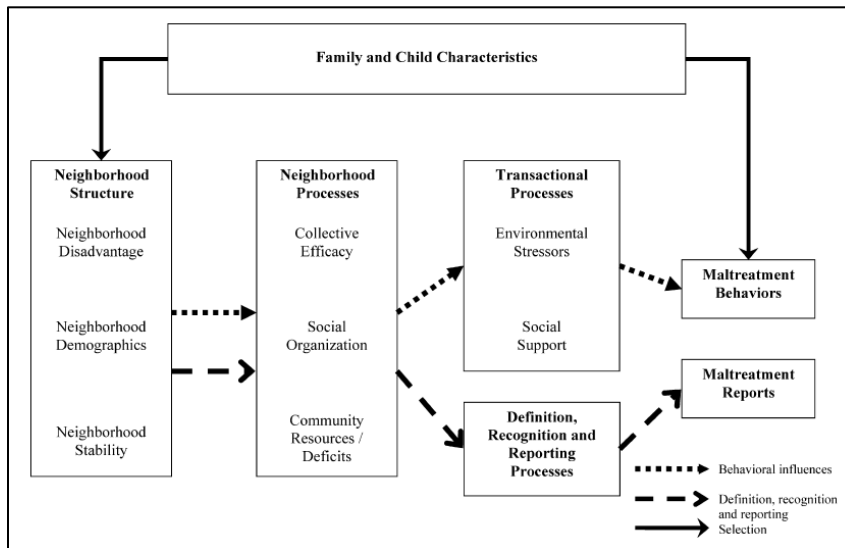 Family and Child Characteristics
Neighborhood
Structure
Neighborhood
Disadvantage
Neighborhood
Demographics
Neighborhood
Stability
Neighborhood
Processes
Collective
Efficacy
Social
Organization
Community
Resources /
Deficits
Transactional
Processes
Environmental
Stressors
Social
Support
Definition,
Recognition and
Reporting
Processes
Maltreatment
Behaviors
Maltreatment
Reports
Behavioral influences
Definition, recognition
and reporting
Selection